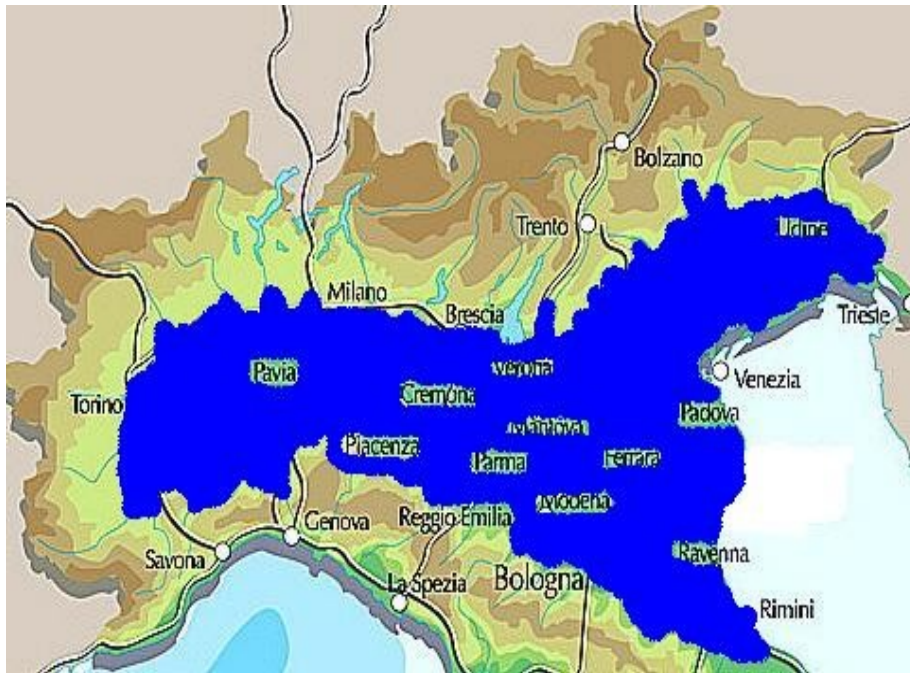 Bolzano
Trento
Udine
Milano
Brescia
Trieste
Verona
Pavia
Venezia
Torino
Cremona
Padova
Mantova
Piacenza
Parma
Ferrara
Modena
Reggio Emilia
Genova
Savona
Ravenna
La Spezia
Bologna
Rimini